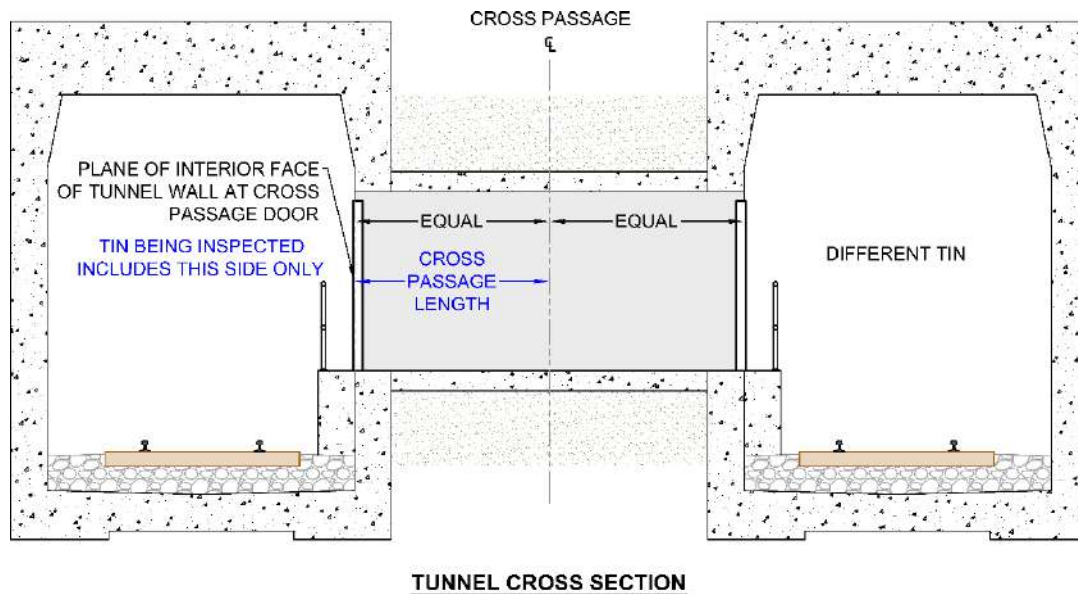 CROSS PASSAGE
℄
PLANE OF INTERIOR FACE
OF TUNNEL WALL AT CROSS
PASSAGE DOOR
TIN BEING INSPECTED
INCLUDES THIS SIDE ONLY
EQUAL
EQUAL
CROSS
PASSAGE
LENGTH
DIFFERENT TIN
TUNNEL CROSS SECTION